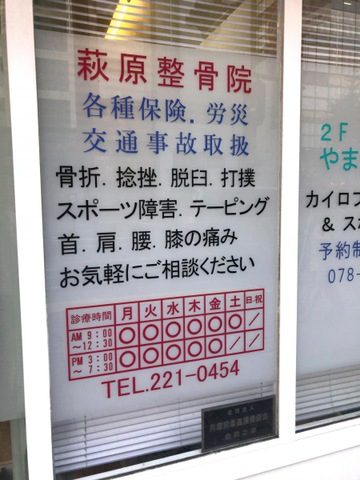 萩原整骨院
各種保険.労災
交通事故取扱
骨折.捻挫.脱臼.打撲
スポーツ障害.テーピング
首.肩.腰.膝の痛み
お気軽にご相談ください
診療時間 月 火 水 木 金 土 日/祝
AM 9:00 ～12:30 ○ ○ ○ ○ ○ ○ /
PM 3:00 ～7:30 ○ ○ ○ ○ ○ / /
TEL.221-0454
2F
やま
カイロプ
& スポ
予約制
078-